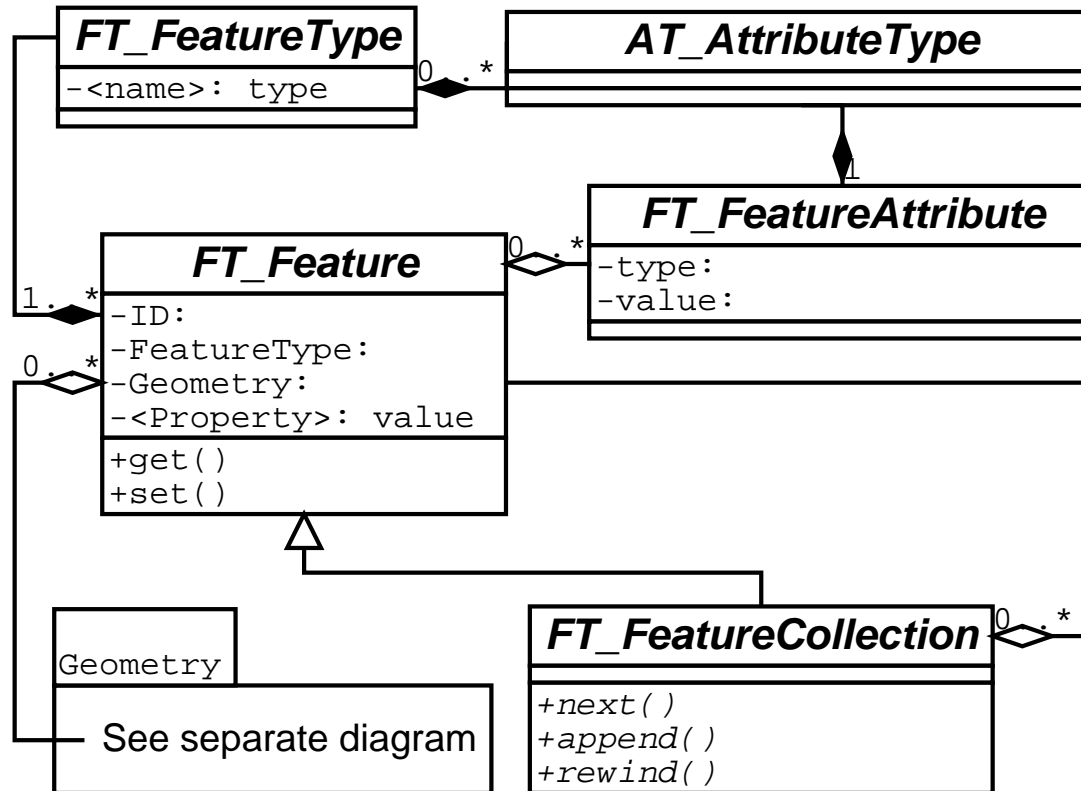 FT_FeatureType
-<name>: type
0..*
AT_AttributeType
1
FT_FeatureAttribute
-type:
-value:
0..*
FT_Feature
1..*
-ID:
-FeatureType:
0..*
-Geometry:
-<Property>: value
+get()
+set()
FT_FeatureCollection
0..*
+next()
+append()
+rewind()
Geometry
See separate diagram